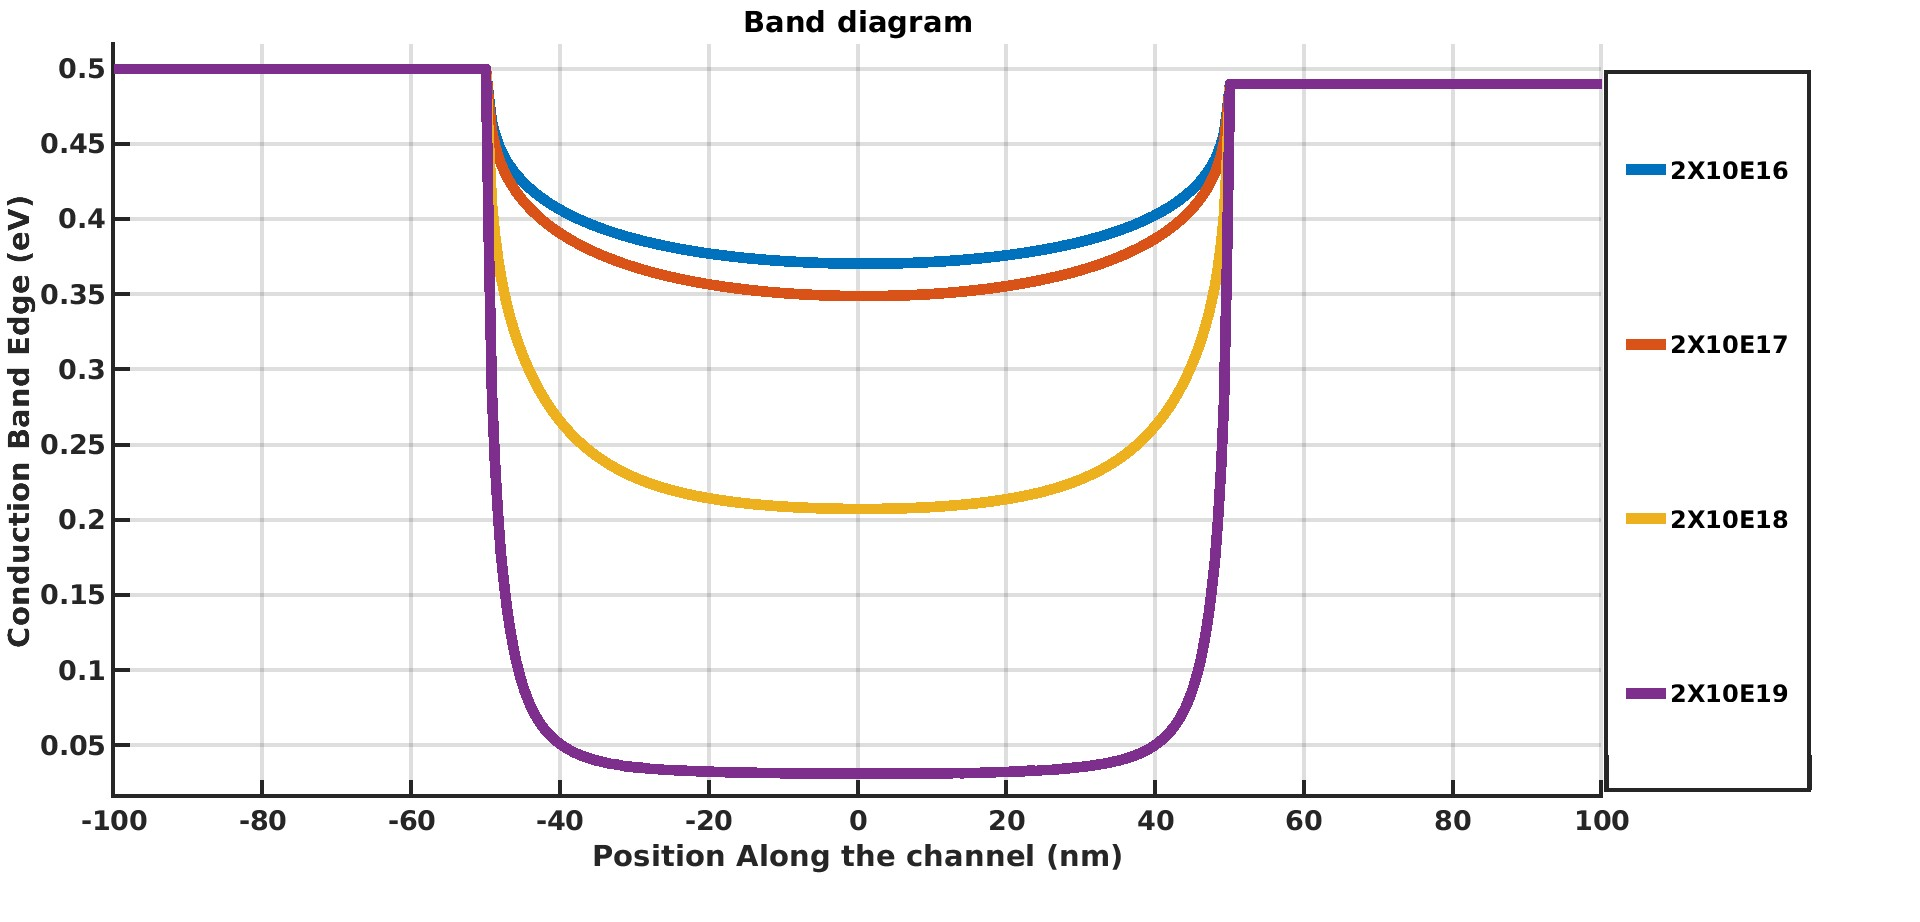 Band diagram
Conduction Band Edge (eV)
0.5
0.45
0.4
0.35
0.3
0.25
0.2
0.15
0.1
0.05
-100 -80 -60 -40 -20 0 20 40 60 80 100
Position Along the channel (nm)
2X10E16
2X10E17
2X10E18
2X10E19